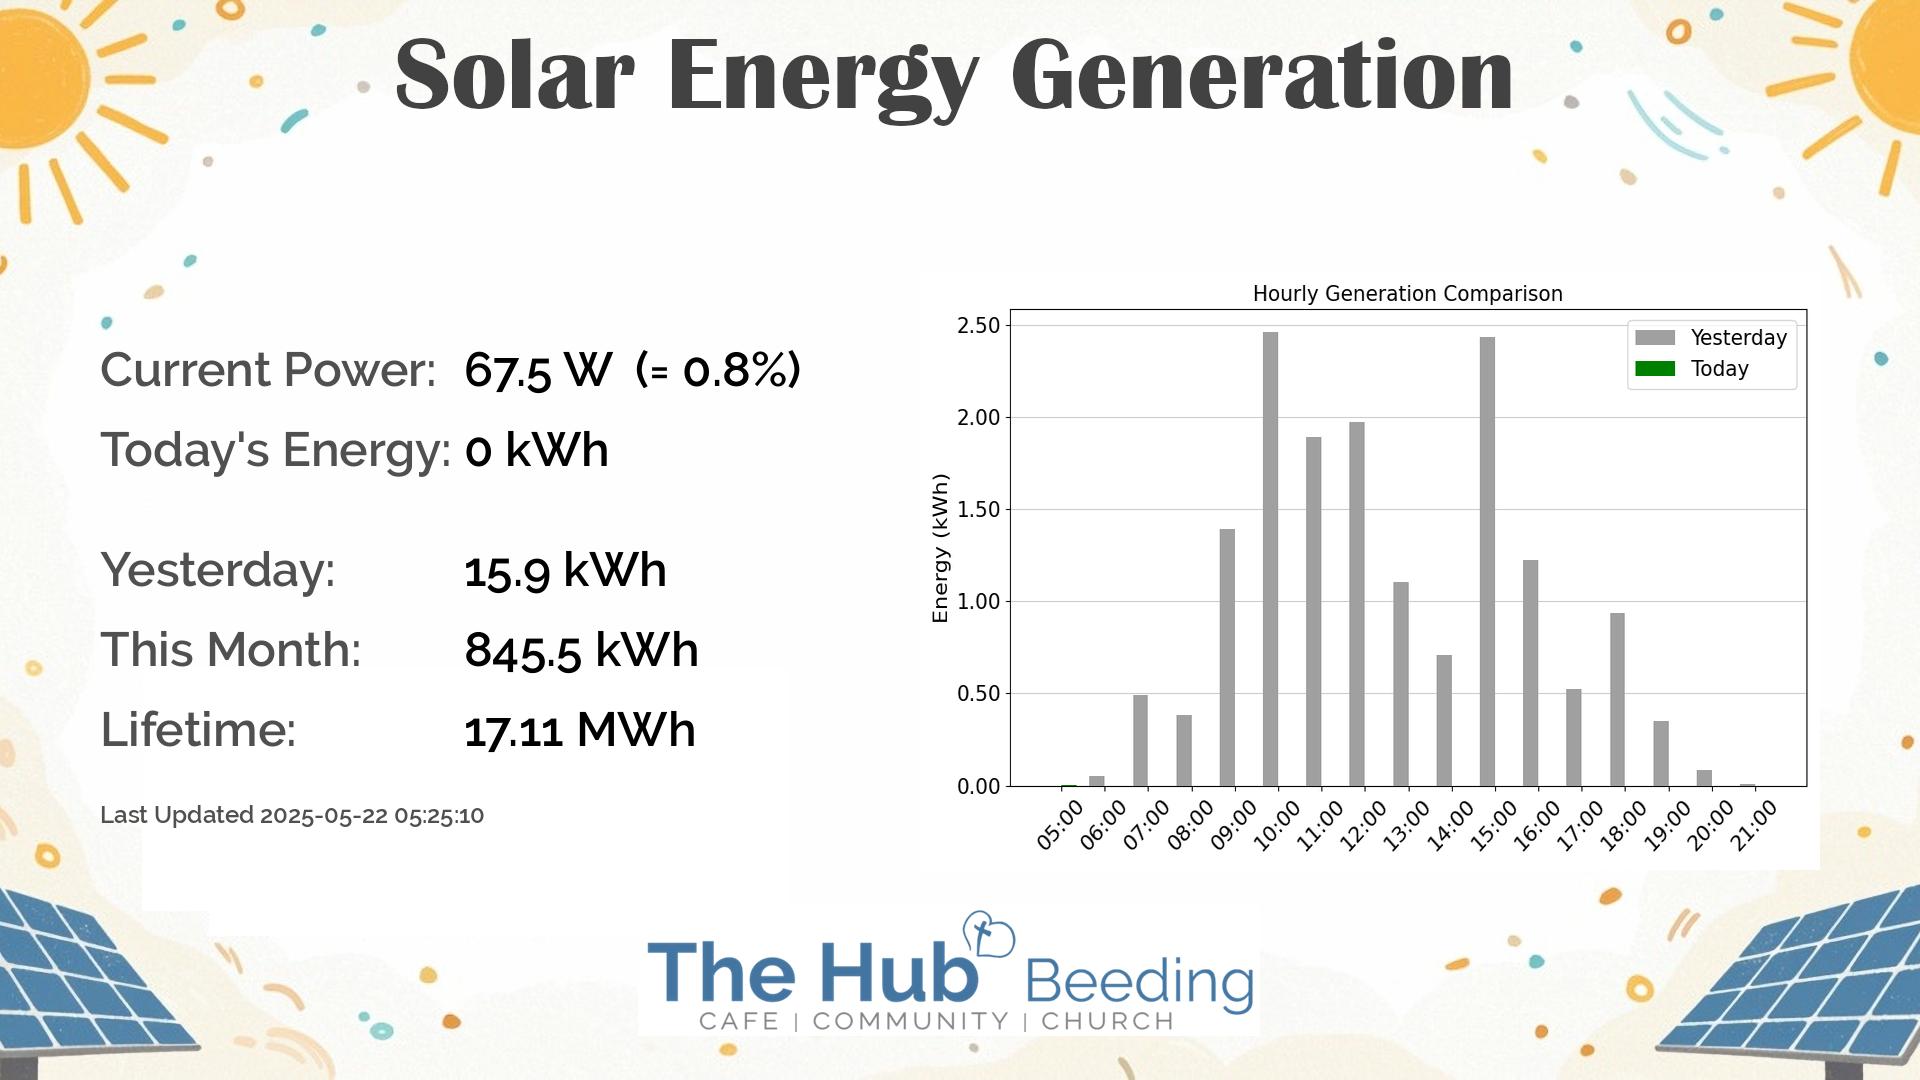 Solar Energy Generation
Current Power: 67.5 W (= 0.8%)
Today's Energy: 0 kWh
Yesterday: 15.9 kWh
This Month: 845.5 kWh
Lifetime: 17.11 MWh
Last Updated 2025-05-22 05:25:10
Hourly Generation Comparison
Yesterday
Today
Energy (kWh)
2.50
2.00
1.50
1.00
0.50
0.00
05:00 06:00 07:00 08:00 09:00 10:00 11:00 12:00 13:00 14:00 15:00 16:00 17:00 18:00 19:00 20:00 21:00
The Hub Beeding
CAFE | COMMUNITY | CHURCH